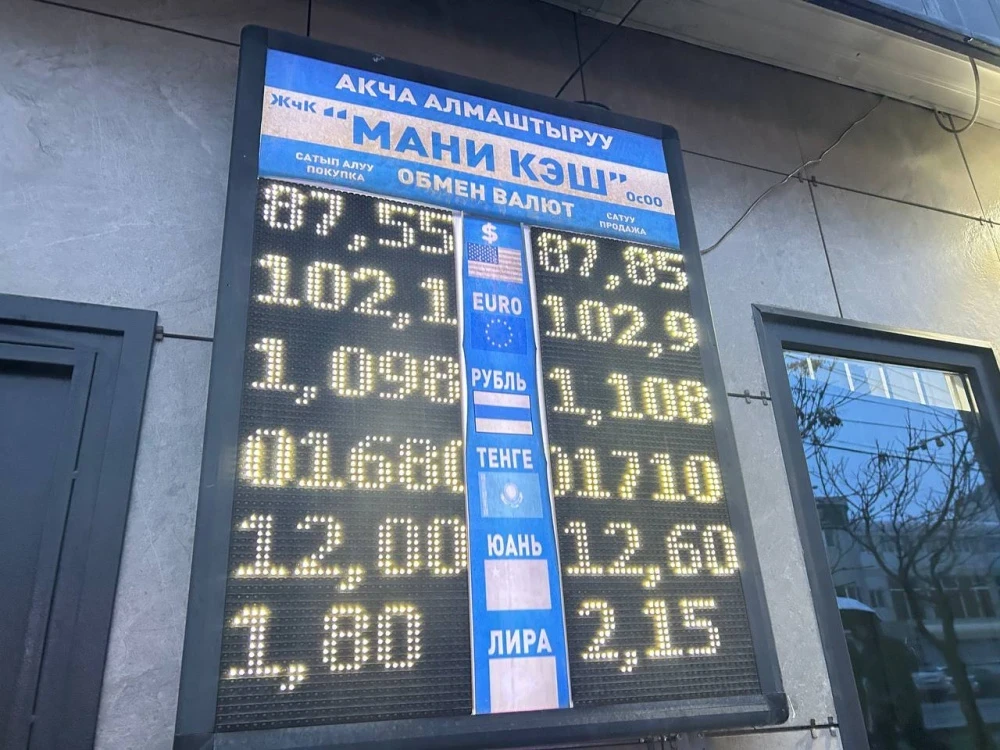 АКЧА АЛМАШТЫРУУ
ЖчК "МАНИ КЭШ" ОсОО
САТЫП АЛУУ
ПОКУПКА
ОБМЕН ВАЛЮТ
САТУУ
ПРОДАЖА
87,55 $ 87,85
102,1 EURO 102,9
1,098 РУБЛЬ 1,108
01680 ТЕНГЕ 01710
12,00 ЮАНЬ 12,60
1,80 ЛИРА 2,15